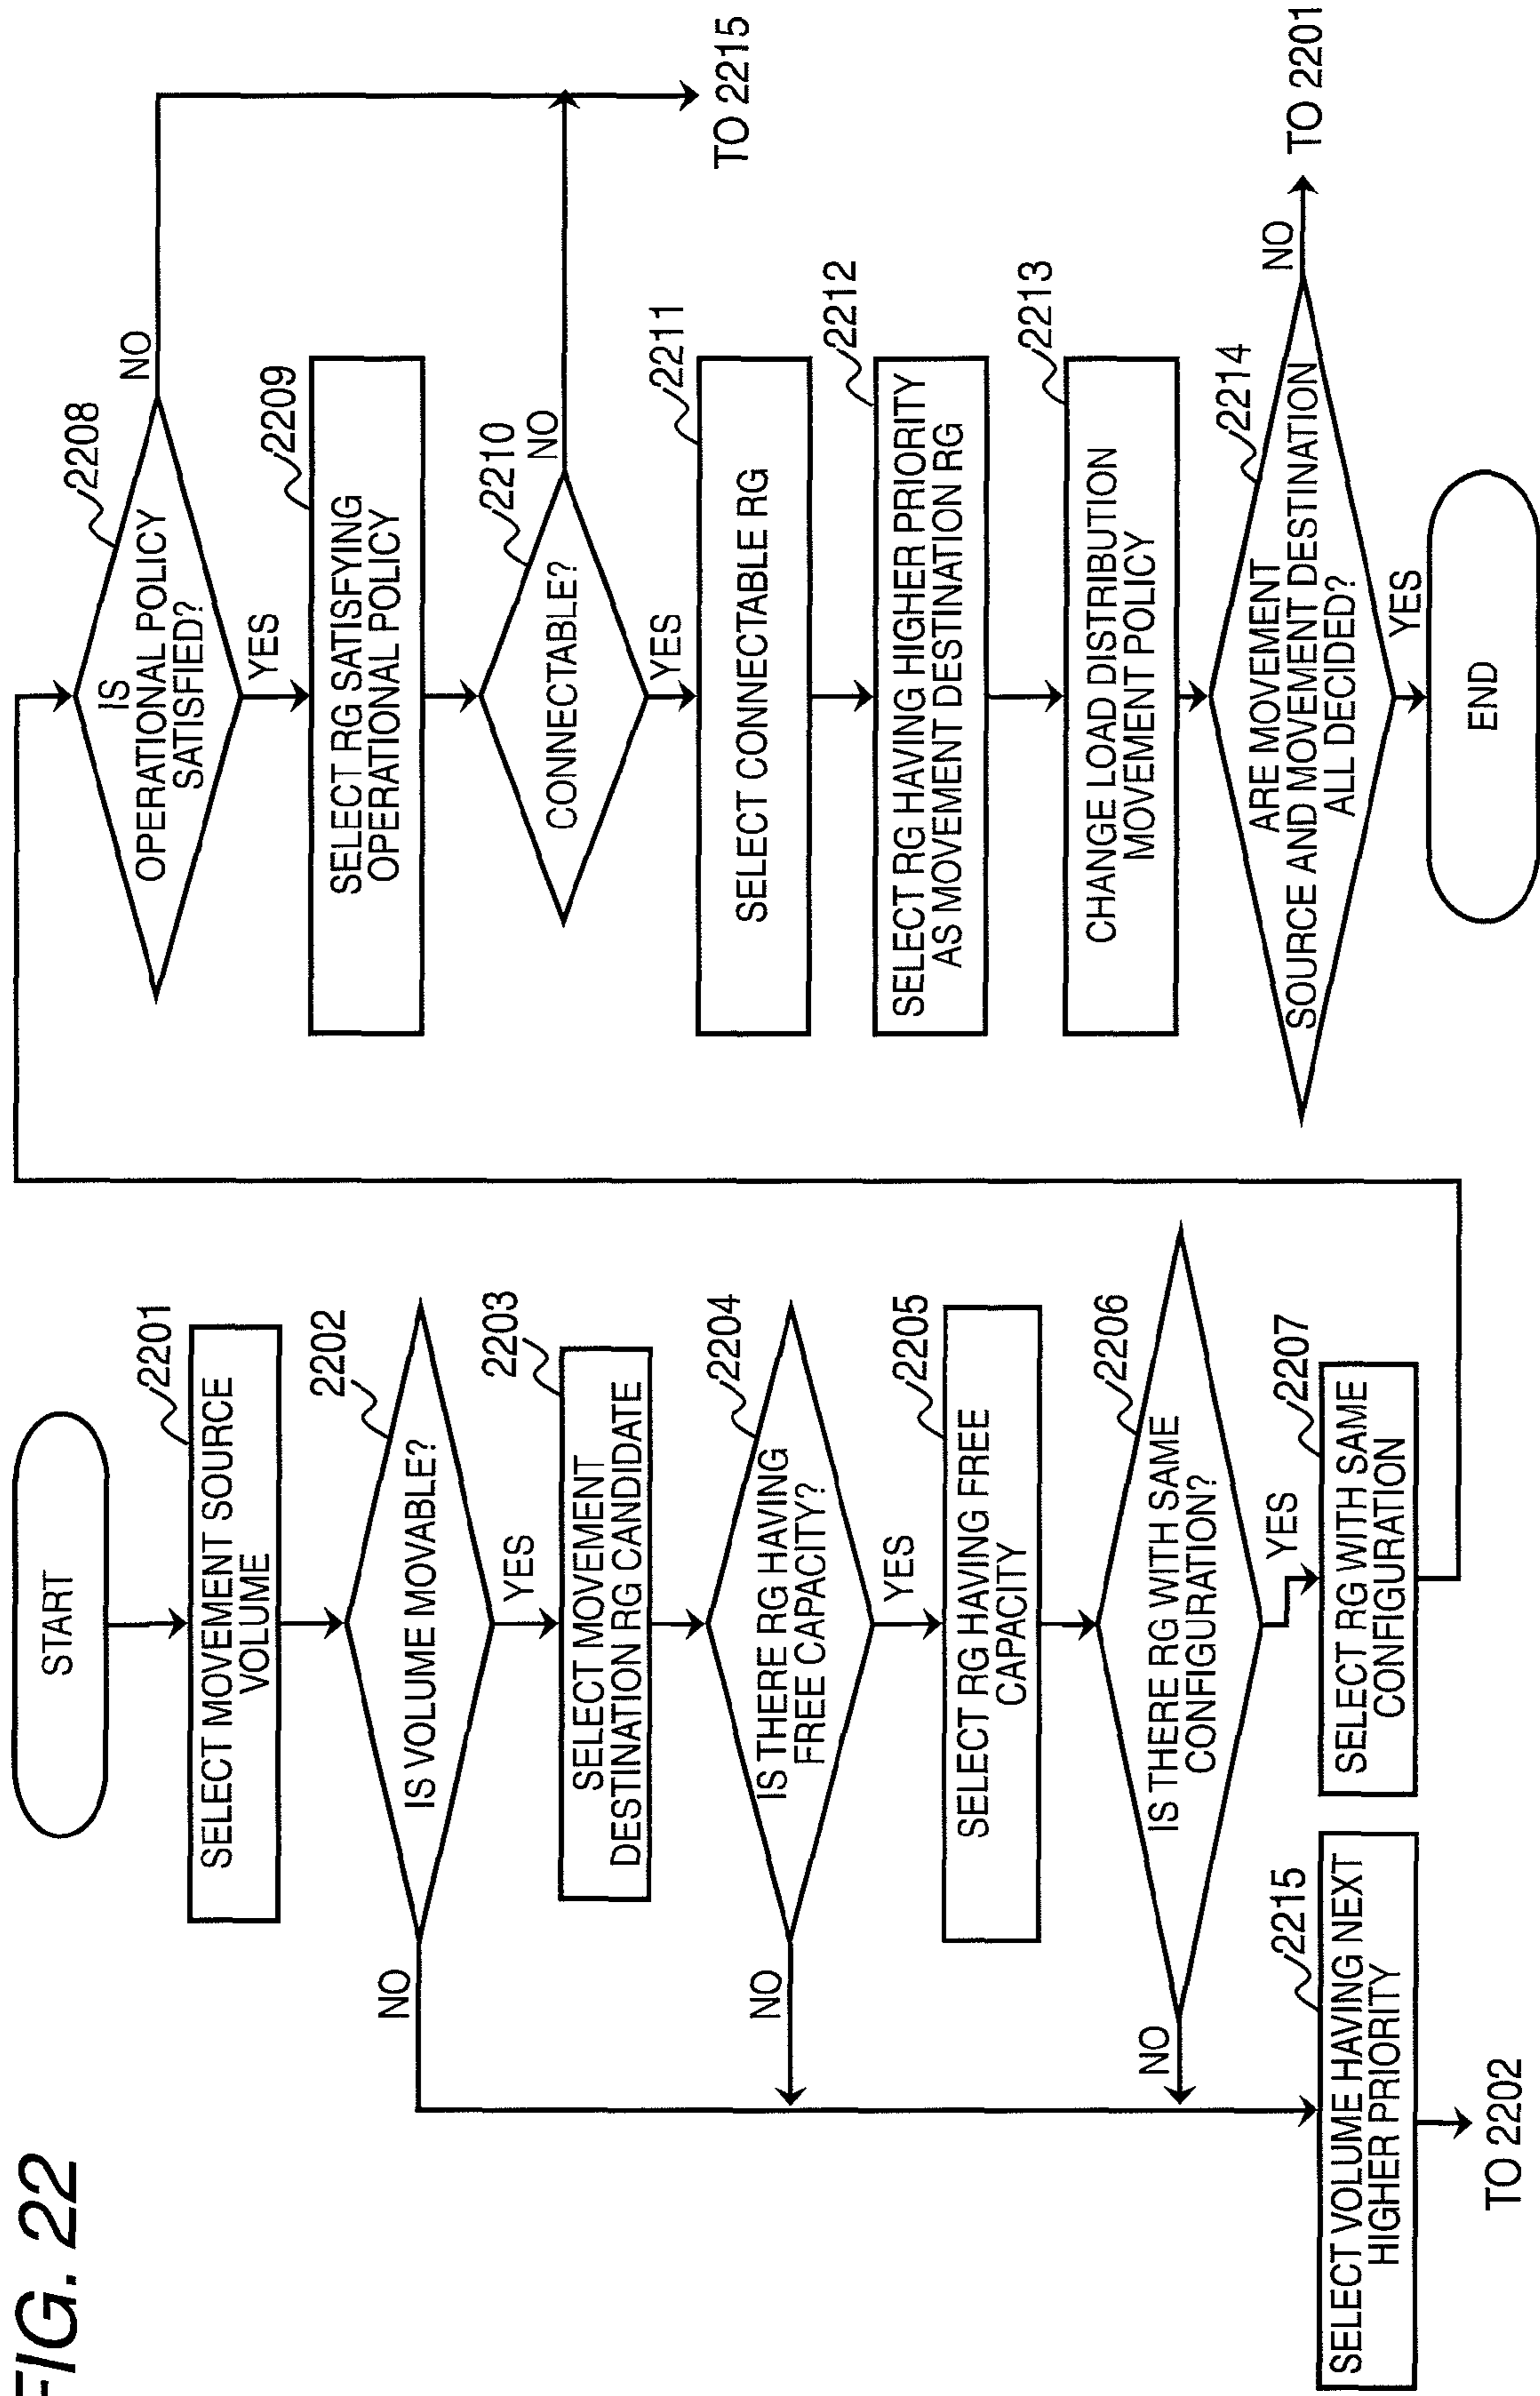 FIG. 22
START
2201
SELECT MOVEMENT SOURCE
VOLUME
2202
IS VOLUME MOVABLE?
NO
YES
2203
SELECT MOVEMENT
DESTINATION RG CANDIDATE
2204
IS THERE RG HAVING
FREE CAPACITY?
NO
YES
2205
SELECT RG HAVING FREE
CAPACITY
2206
IS THERE RG WITH SAME
CONFIGURATION?
NO
YES
2207
SELECT RG WITH SAME
CONFIGURATION
2215
SELECT VOLUME HAVING NEXT
HIGHER PRIORITY
TO 2202
2208
IS
OPERATIONAL POLICY
SATISFIED?
NO
YES
2209
SELECT RG SATISFYING
OPERATIONAL POLICY
2210
CONNECTABLE?
NO
YES
TO 2215
2211
SELECT CONNECTABLE RG
2212
SELECT RG HAVING HIGHER PRIORITY
AS MOVEMENT DESTINATION RG
2213
CHANGE LOAD DISTRIBUTION
MOVEMENT POLICY
2214
ARE MOVEMENT
SOURCE AND MOVEMENT DESTINATION
ALL DECIDED?
NO
TO 2201
YES
END